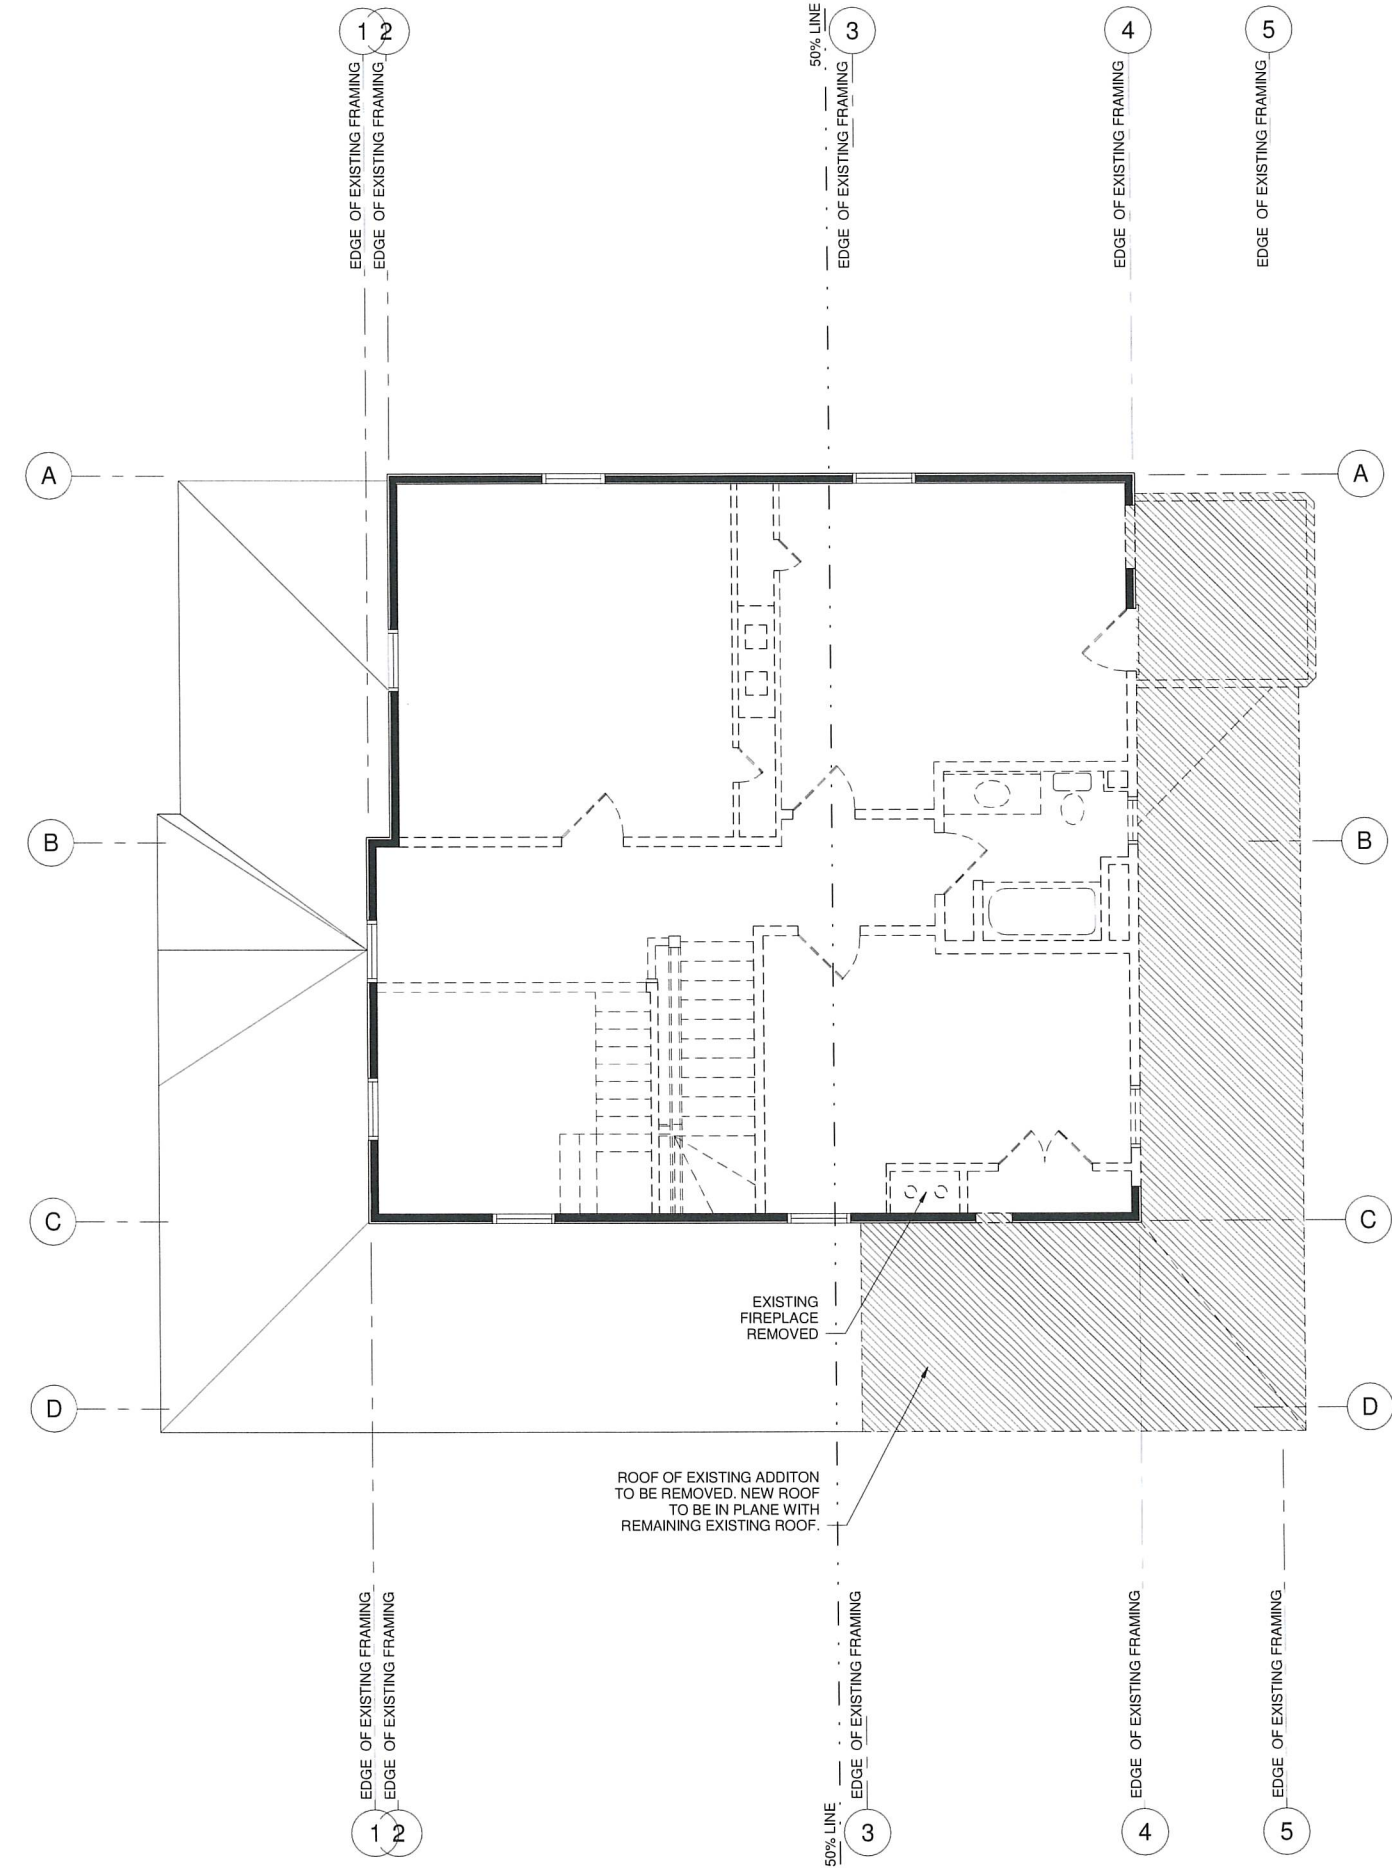 1
2
50% LINE
3
4
5
EDGE OF EXISTING FRAMING
EDGE OF EXISTING FRAMING
EDGE OF EXISTING FRAMING
EDGE OF EXISTING FRAMING
EDGE OF EXISTING FRAMING
A
A
B
B
C
C
EXISTING
FIREPLACE
REMOVED
D
D
ROOF OF EXISTING ADDITON
TO BE REMOVED. NEW ROOF
TO BE IN PLANE WITH
REMAINING EXISTING ROOF.
EDGE OF EXISTING FRAMING
EDGE OF EXISTING FRAMING
EDGE OF EXISTING FRAMING
EDGE OF EXISTING FRAMING
EDGE OF EXISTING FRAMING
1
2
50% LINE
3
4
5